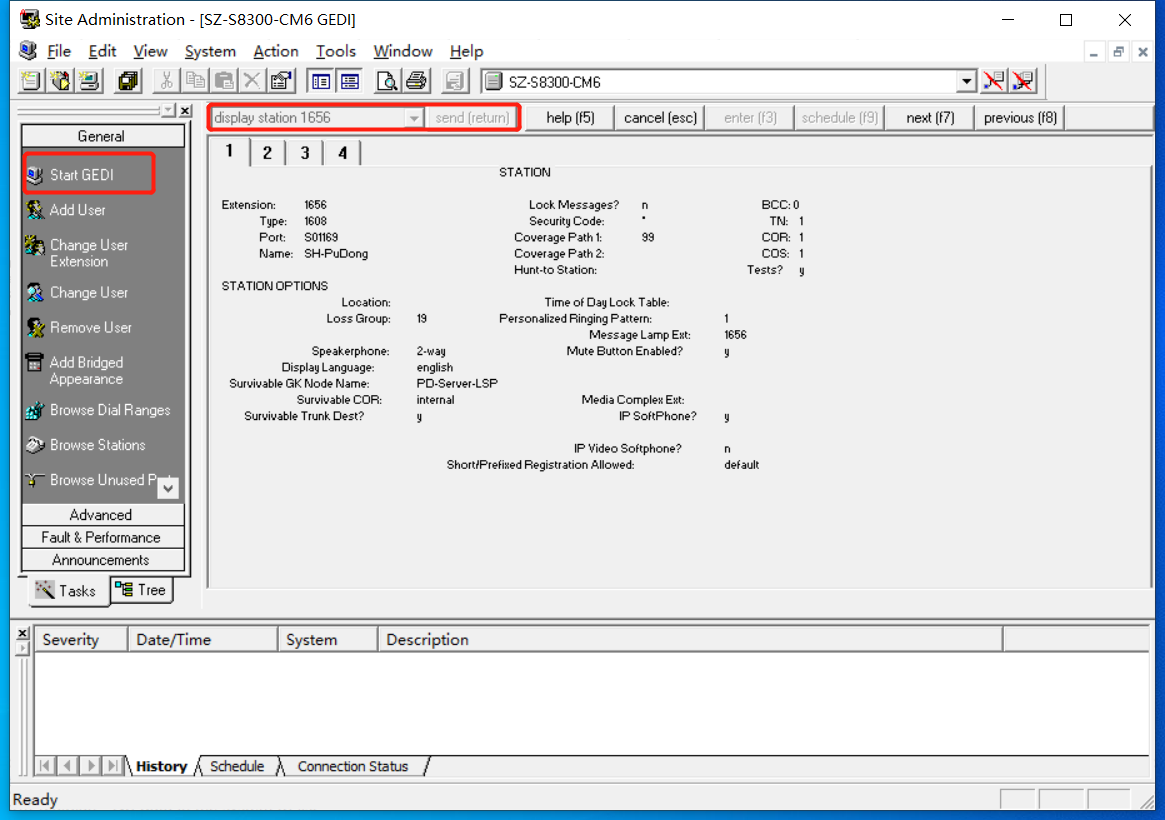 Site Administration - [SZ-S8300-CM6 GEDI]
File Edit View System Action Tools Window Help
SZ-S8300-CM6
display station 1656 send (return) help (f5) cancel (esc) enter (f3) schedule (f9) next (f7) previous (f8)
General
Start GEDI
Add User
Change User
Extension
Change User
Remove User
Add Bridged
Appearance
Browse Dial Ranges
Browse Stations
Browse Unused P
Advanced
Fault & Performance
Announcements
Tasks Tree
1 2 3 4
STATION
Extension: 1656 Lock Messages? n BCC: 0
Type: 1608 Security Code: * TN: 1
Port: S01169 Coverage Path 1: 99 COR: 1
Name: SH-PuDong Coverage Path 2: COS: 1
Hunt-to Station: Tests? y
STATION OPTIONS
Location: Time of Day Lock Table:
Loss Group: 19 Personalized Ringing Pattern: 1
Message Lamp Ext: 1656
Speakerphone: 2-way Mute Button Enabled? y
Display Language: english
Survivable GK Node Name: PD-Server-LSP
Survivable COR: internal Media Complex Ext:
Survivable Trunk Dest? y IP SoftPhone? y
IP Video Softphone? n
Short/Prefixed Registration Allowed: default
Severity Date/Time System Description
History Schedule Connection Status
Ready